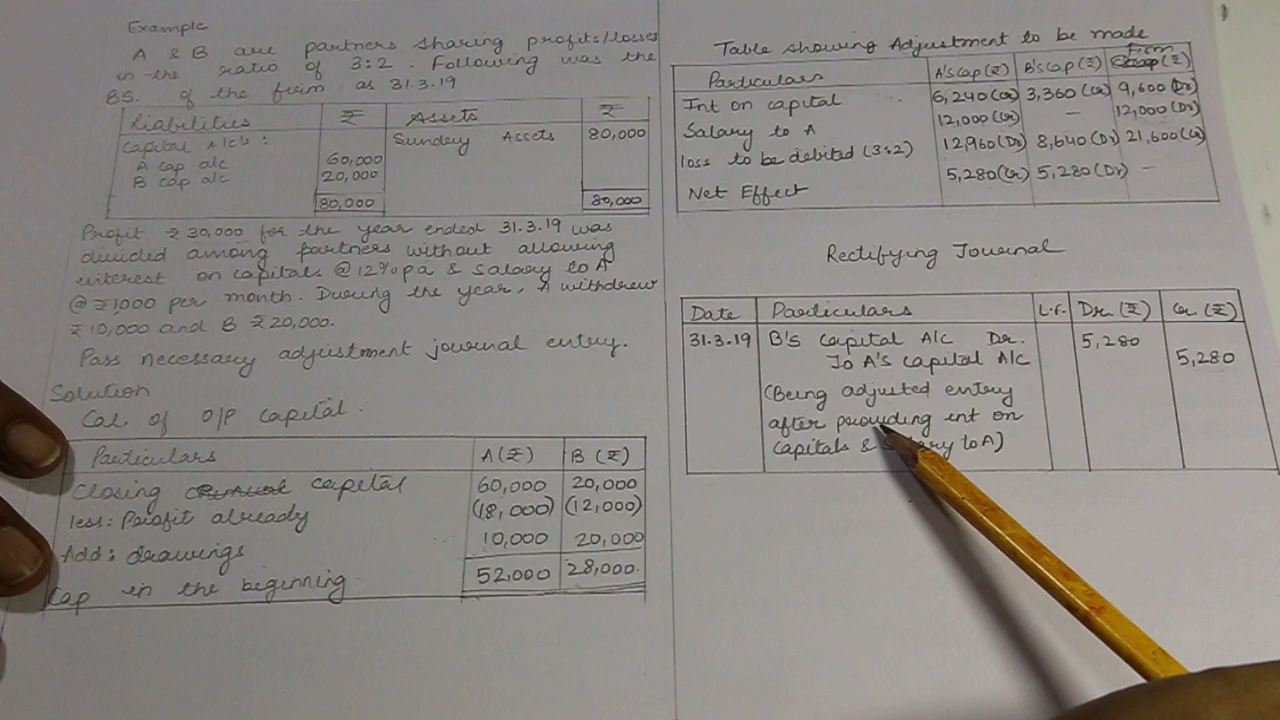 Example
A & B are partners sharing profits/losses
in the ratio of 3:2. Following was the
BS. of the firm as 31.3.19
Liabilities ₹ Assets ₹
Capital A/c's: Sundry Assets 80,000
A cap a/c 60,000
B cap a/c 20,000
80,000 80,000
Profit ₹30,000 for the year ended 31.3.19 was
divided among partners without allowing
interest on capitals @12% pa & salary to A
@ ₹1,000 per month. During the year, A withdrew
₹10,000 and B ₹20,000.
Pass necessary adjustment journal entry.
Solution
Cal. of O/P capital.
Particulars A(₹) B(₹)
Closing capital 60,000 20,000
less: Profit already (18,000) (12,000)
Add: drawings 10,000 20,000
Cap in the beginning 52,000 28,000.
Table showing Adjustment to be made
Particulars A's Cap (₹) B's Cap (₹) Firm (₹)
Int on capital 6,240(Cr) 3,360(Cr) 9,600(Dr)
Salary to A 12,000(Cr) — 12,000(Dr)
loss to be debited (3:2) 12,960(Dr) 8,640(Dr) 21,600(Cr)
Net Effect 5,280(Cr) 5,280(Dr) —
Rectifying Journal
Date Particulars L.F. Dr. (₹) Cr. (₹)
31.3.19 B's capital A/c Dr. 5,280
To A's capital A/c 5,280
(Being adjusted entry
after providing int on
capitals & salary to A)